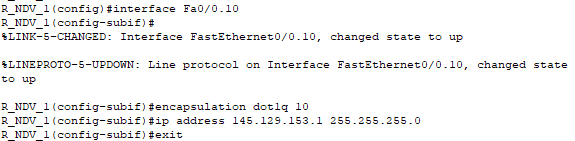 R_NDV_1(config)#interface Fa0/0.10
R_NDV_1(config-subif)#
%LINK-5-CHANGED: Interface FastEthernet0/0.10, changed state to up
%LINEPROTO-5-UPDOWN: Line protocol on Interface FastEthernet0/0.10, changed state
to up
R_NDV_1(config-subif)#encapsulation dot1q 10
R_NDV_1(config-subif)#ip address 145.129.153.1 255.255.255.0
R_NDV_1(config-subif)#exit